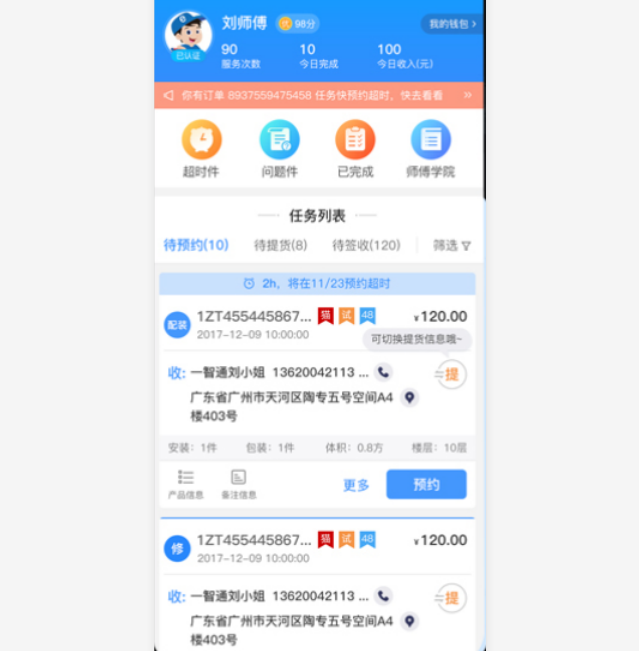 刘师傅 试 98分 我的钱包 >
已认证
90 10 100
服务次数 今日完成 今日收入(元)
你有订单 8937559475458 任务快预约超时，快去看看 »
超时件 问题件 已完成 师傅学院
任务列表
待预约(10) 待提货(8) 待签收(120) 筛选
2h，将在11/23预约超时
配装 1ZT455445867... 猫 试 48 ¥120.00
2017-12-09 10:00:00
可切换提货信息哦~
收: 一智通刘小姐 13620042113 ... 提
广东省广州市天河区陶专五号空间A4
楼403号
安装：1件 包装：1件 体积：0.8方 楼层：10层
产品信息 备注信息 更多 预约
修 1ZT455445867... 猫 试 48 ¥120.00
2017-12-09 10:00:00
收: 一智通刘小姐 13620042113 ... 提
广东省广州市天河区陶专五号空间A4
楼403号